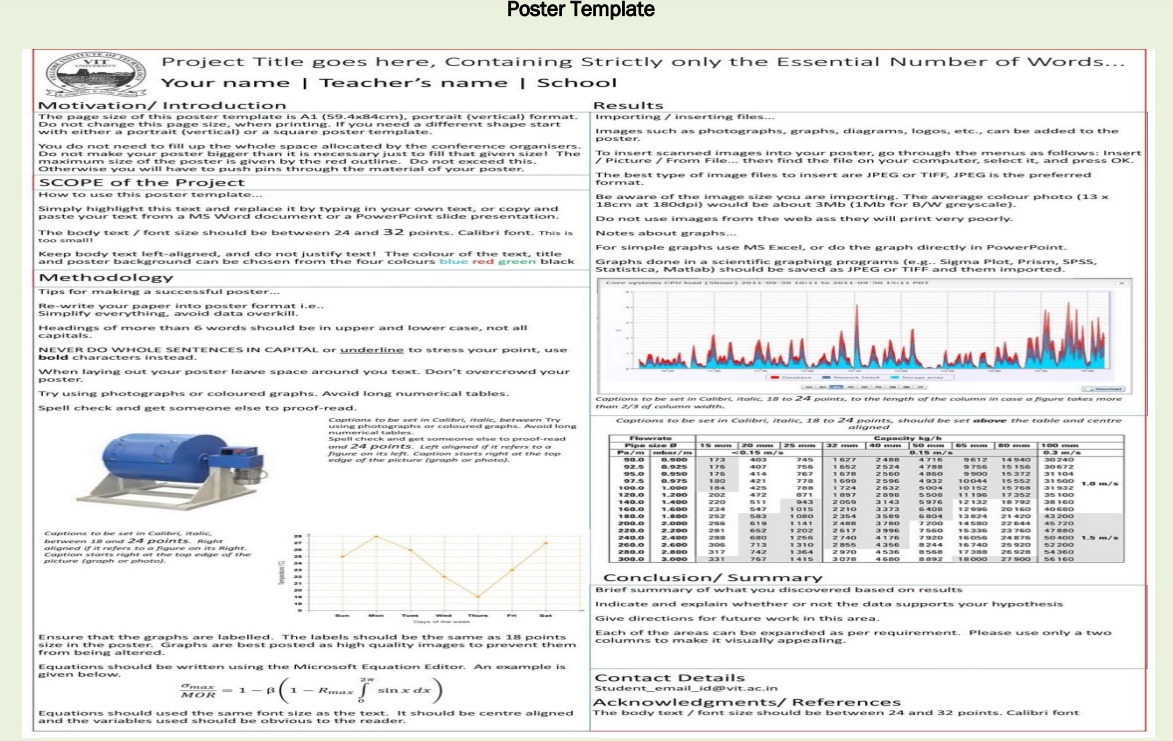 Poster Template
VIT
Project Title goes here, Containing Strictly only the Essential Number of Words...
Your name | Teacher's name | School
Motivation/ Introduction
The page size of this poster template is A1 (59.4x84cm), portrait (vertical) format.
Do not change this page size, when printing. If you need a different shape start
with either a portrait (vertical) or a square poster template.
You do not need to fill up the whole space allocated by the conference organisers.
Do not make your poster bigger than it is necessary just to fill that given size! The
maximum size of the poster is given by the red outline. Do not exceed this.
Otherwise you will have to push pins through the material of your poster.
SCOPE of the Project
How to use this poster template...
Simply highlight this text and replace it by typing in your own text, or copy and
paste your text from a MS Word document or a PowerPoint slide presentation.
The body text / font size should be between 24 and 32 points. Calibri font. This is
too small!
Keep body text left-aligned, and do not justify text! The colour of the text, title
and poster background can be chosen from the four colours blue red green black
Methodology
Tips for making a successful poster...
Re-write your paper into poster format i.e..
Simplify everything, avoid data overkill.
Headings of more than 6 words should be in upper and lower case, not all
capitals.
NEVER DO WHOLE SENTENCES IN CAPITAL or underline to stress your point, use
bold characters instead.
When laying out your poster leave space around you text. Don't overcrowd your
poster.
Try using photographs or coloured graphs. Avoid long numerical tables.
Spell check and get someone else to proof-read.
Captions to be set in Calibri, italic, between Try
using photographs or coloured graphs. Avoid long
numerical tables.
Spell check and get someone else to proof-read
and 24 points. Left aligned if it refers to a
figure on its left. Caption starts right at the top
edge of the picture (graph or photo).
Captions to be set in Calibri, italic,
between 18 and 24 points. Right
aligned if it refers to a figure on its Right.
Caption starts right at the top edge of the
picture (graph or photo).
Sun Mon Tues Wed Thurs Fri Sat
Days of the week
Ensure that the graphs are labelled. The labels should be the same as 18 points
size in the poster. Graphs are best posted as high quality images to prevent them
from being altered.
Equations should be written using the Microsoft Equation Editor. An example is
given below.
σmax/MOR = 1 − β(1 − Rmax ∫₀^2π sin x dx)
Equations should used the same font size as the text. It should be centre aligned
and the variables used should be obvious to the reader.
Results
Importing / inserting files...
Images such as photographs, graphs, diagrams, logos, etc., can be added to the
poster.
To insert scanned images into your poster, go through the menus as follows: Insert
/ Picture / From File... then find the file on your computer, select it, and press OK.
The best type of image files to insert are JPEG or TIFF, JPEG is the preferred
format.
Be aware of the image size you are importing. The average colour photo (13 x
18cm at 180dpi) would be about 3Mb (1Mb for B/W greyscale).
Do not use images from the web ass they will print very poorly.
Notes about graphs...
For simple graphs use MS Excel, or do the graph directly in PowerPoint.
Graphs done in a scientific graphing programs (e.g.. Sigma Plot, Prism, SPSS,
Statistica, Matlab) should be saved as JPEG or TIFF and them imported.
Captions to be set in Calibri, italic, 18 to 24 points, to the length of the column in case a figure takes more
than 2/3 of column width.
Captions to be set in Calibri, italic, 18 to 24 points, should be set above the table and centre
aligned
Flowrate Capacity kg/h
Pipe size Ø 15 mm 20 mm 25 mm 32 mm 40 mm 50 mm 65 mm 80 mm 100 mm
Pa/m mbar/m <0.15 m/s 0.15 m/s 0.3 m/s
90.0 0.900 173 403 745 1627 2488 4716 9612 14940 30240
92.5 0.925 176 407 756 1652 2524 4788 9756 15156 30672
95.0 0.950 176 414 767 1678 2560 4860 9900 15372 31104
97.5 0.975 180 421 778 1699 2596 4932 10044 15552 31500 1.0 m/s
100.0 1.000 184 425 788 1724 2632 5004 10152 15768 31932
120.0 1.200 202 472 871 1897 2898 5508 11196 17352 35100
140.0 1.400 220 511 943 2059 3143 5976 12132 18792 38160
160.0 1.600 234 547 1015 2210 3373 6408 12996 20160 40680
180.0 1.800 252 583 1080 2354 3589 6804 13824 21420 43200
200.0 2.000 266 619 1141 2488 3780 7200 14580 22644 45720
220.0 2.200 281 652 1202 2617 3996 7560 15336 23760 47880
240.0 2.400 288 680 1256 2740 4176 7920 16056 24876 50400 1.5 m/s
260.0 2.600 306 713 1310 2855 4356 8244 16740 25920 52200
280.0 2.800 317 742 1364 2970 4536 8568 17388 26928 54360
300.0 3.000 331 767 1415 3078 4680 8892 18000 27900 56160
Conclusion/ Summary
Brief summary of what you discovered based on results
Indicate and explain whether or not the data supports your hypothesis
Give directions for future work in this area.
Each of the areas can be expanded as per requirement. Please use only a two
columns to make it visually appealing.
Contact Details
Student_email_id@vit.ac.in
Acknowledgments/ References
The body text / font size should be between 24 and 32 points. Calibri font